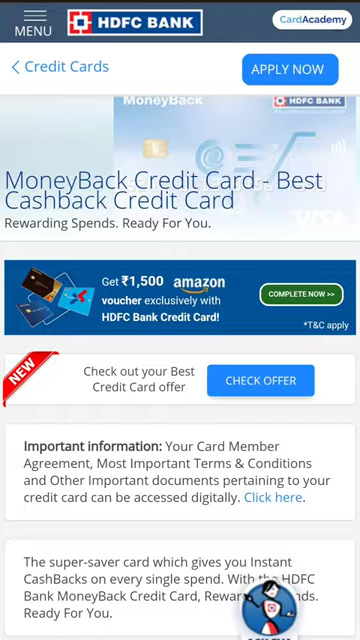 MENU
HDFC BANK
CardAcademy
Credit Cards
APPLY NOW
MoneyBack
HDFC BANK
MoneyBack Credit Card - Best
Cashback Credit Card
VISA
Rewarding Spends. Ready For You.
Get ₹1,500 amazon
voucher exclusively with
HDFC Bank Credit Card!
COMPLETE NOW >>
*T&C apply
NEW
Check out your Best
Credit Card offer
CHECK OFFER
Important information: Your Card Member
Agreement, Most Important Terms & Conditions
and Other Important documents pertaining to your
credit card can be accessed digitally. Click here.
The super-saver card which gives you Instant
CashBacks on every single spend. With the HDFC
Bank MoneyBack Credit Card,
Ready For You.